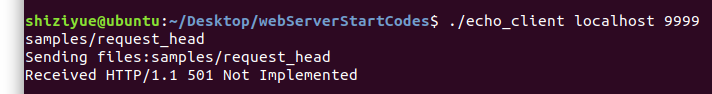 shiziyue@ubuntu:~/Desktop/webServerStartCodes$ ./echo_client localhost 9999
samples/request_head
Sending files:samples/request_head
Received HTTP/1.1 501 Not Implemented